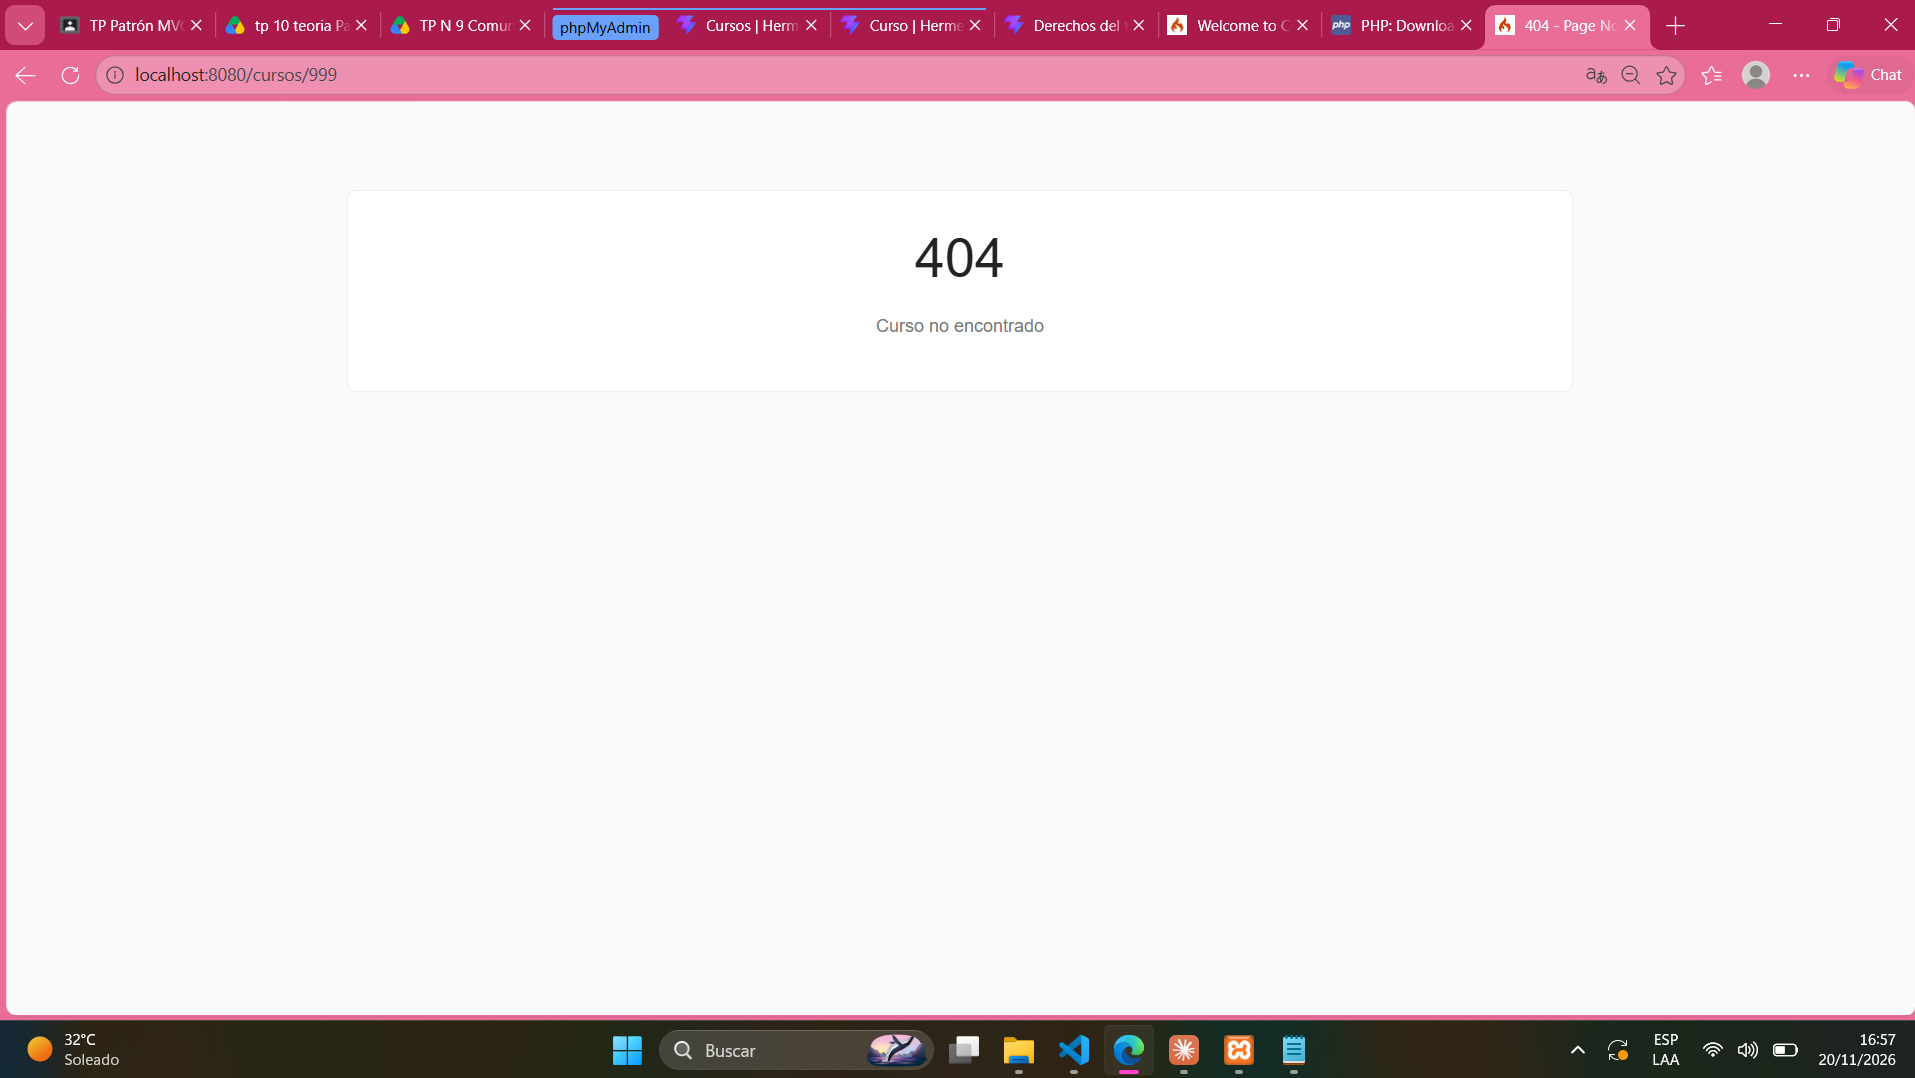 TP Patrón MV
tp 10 teoria Pa
TP N 9 Comun
phpMyAdmin
Cursos | Herm
Curso | Herme
Derechos del
Welcome to C
php
PHP: Downloa
404 - Page No
localhost:8080/cursos/999
Chat
404
Curso no encontrado
32°C
Soleado
Buscar
ESP
LAA
16:57
20/11/2026